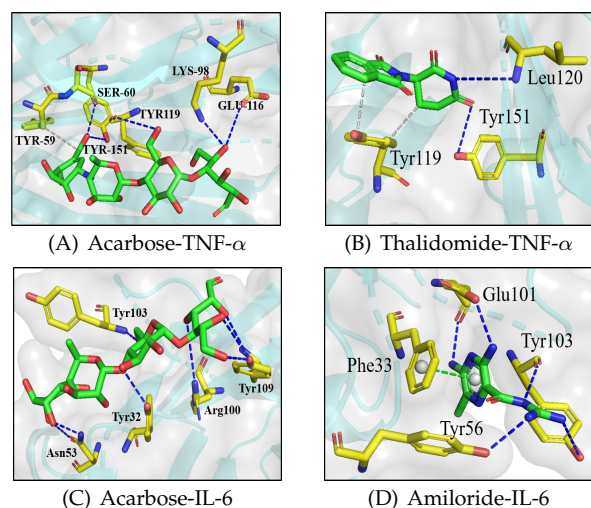 LYS-98
SER-60
GLU-116
TYR119
TYR-59
TYR-151
(A) Acarbose-TNF-α
Leu120
Tyr151
Tyr119
(B) Thalidomide-TNF-α
Tyr103
Tyr32
Arg100
Tyr109
Asn53
(C) Acarbose-IL-6
Glu101
Tyr103
Phe33
Tyr56
(D) Amiloride-IL-6